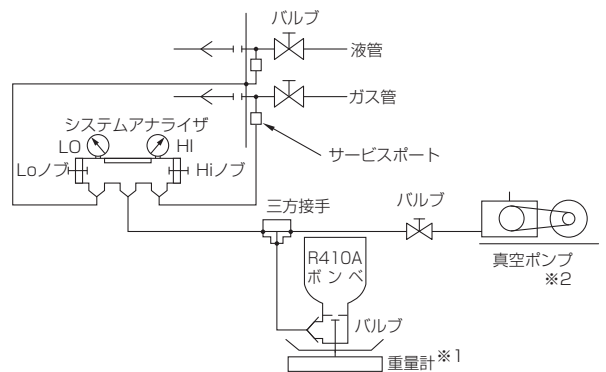 バルブ
液管
ガス管
システムアナライザ
LO
HI
Loノブ
Hiノブ
サービスポート
三方接手
バルブ
R410A
ボンベ
真空ポンプ
※2
バルブ
重量計※1